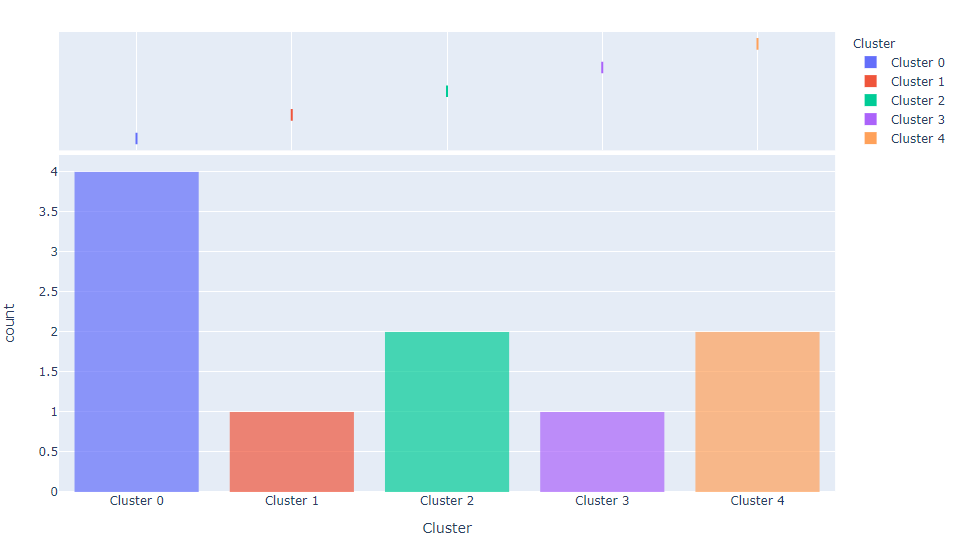 Cluster
Cluster 0
Cluster 1
Cluster 2
Cluster 3
Cluster 4
4
3.5
3
2.5
2
1.5
1
0.5
0
count
Cluster 0 Cluster 1 Cluster 2 Cluster 3 Cluster 4
Cluster